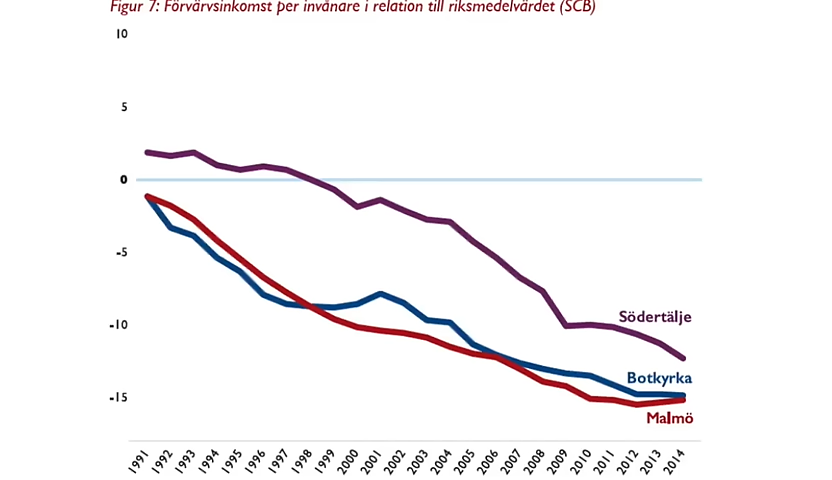 Figur 7: Förvärvsinkomst per invånare i relation till riksmedelvärdet (SCB)
10
5
0
-5
-10
-15
Södertälje
Botkyrka
Malmö
1991 1992 1993 1994 1995 1996 1997 1998 1999 2000 2001 2002 2003 2004 2005 2006 2007 2008 2009 2010 2011 2012 2013 2014